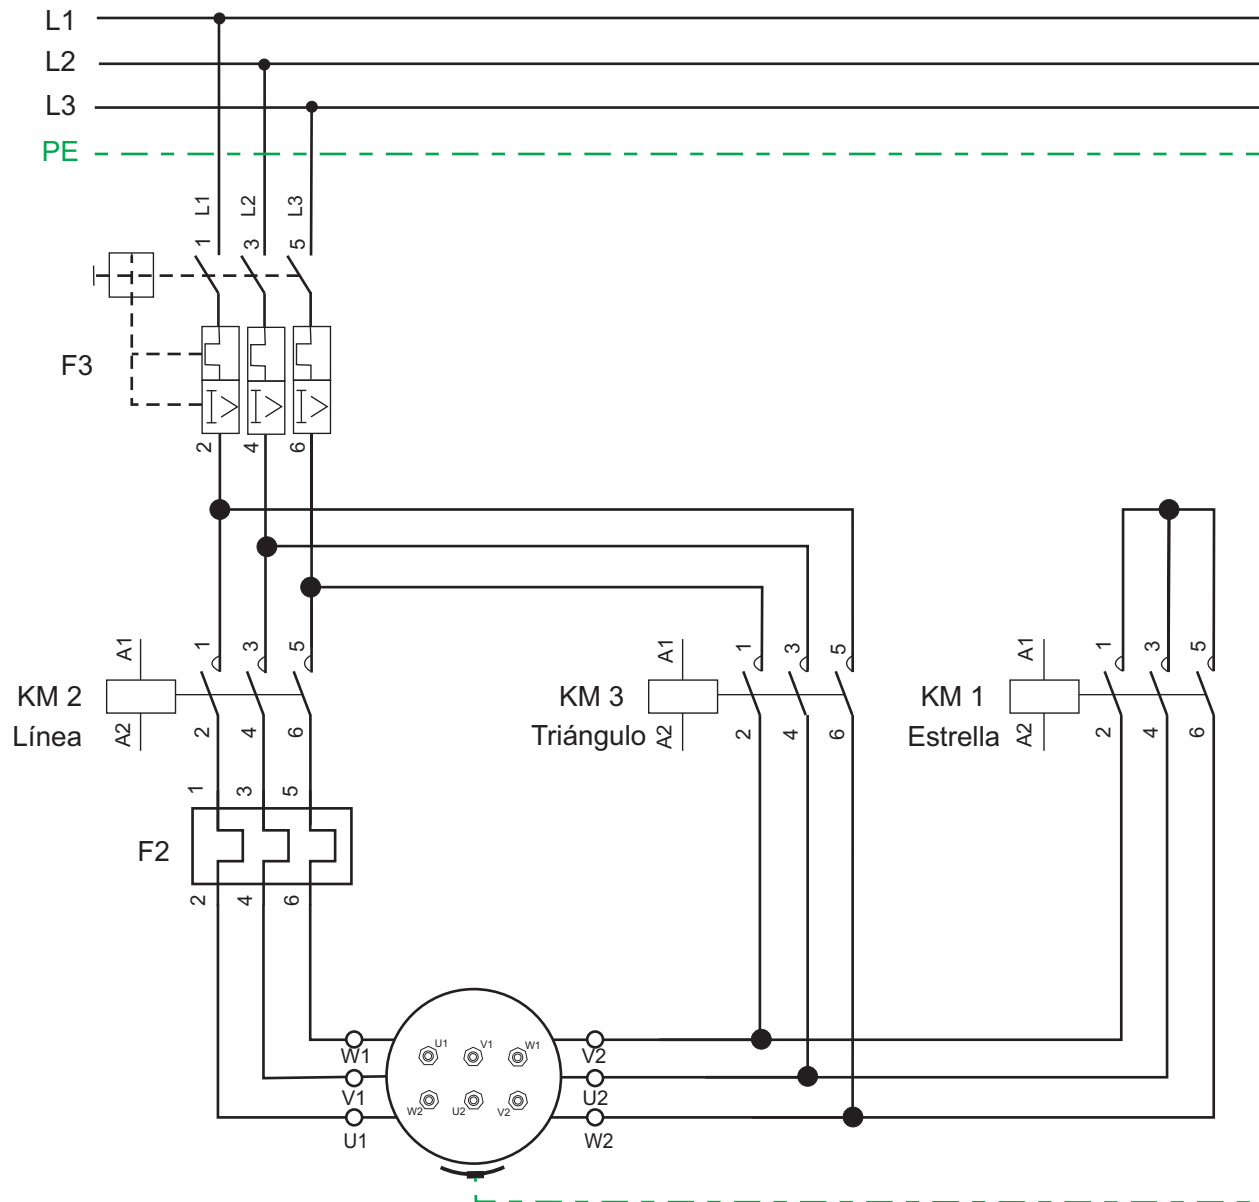 L1
L2
L3
PE
L1 L2 L3
1 3 5
F3
2 4 6
A1 1 3 5 A1 1 3 5 A1 1 3 5
KM 2 KM 3 KM 1
Línea Triángulo Estrella
A2 2 4 6 A2 2 4 6 A2 2 4 6
1 3 5
F2
2 4 6
U1 V1 W1
W1 V2
V1 U2
W2 U2 V2
U1 W2